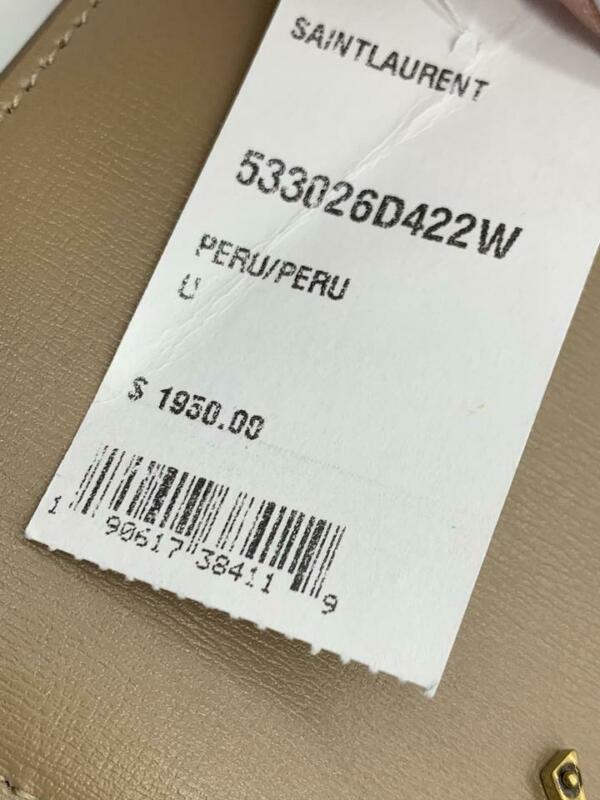 SAINTLAURENT
533026D422W
PERU/PERU
U
$ 1950.00
1 90617 38411 9